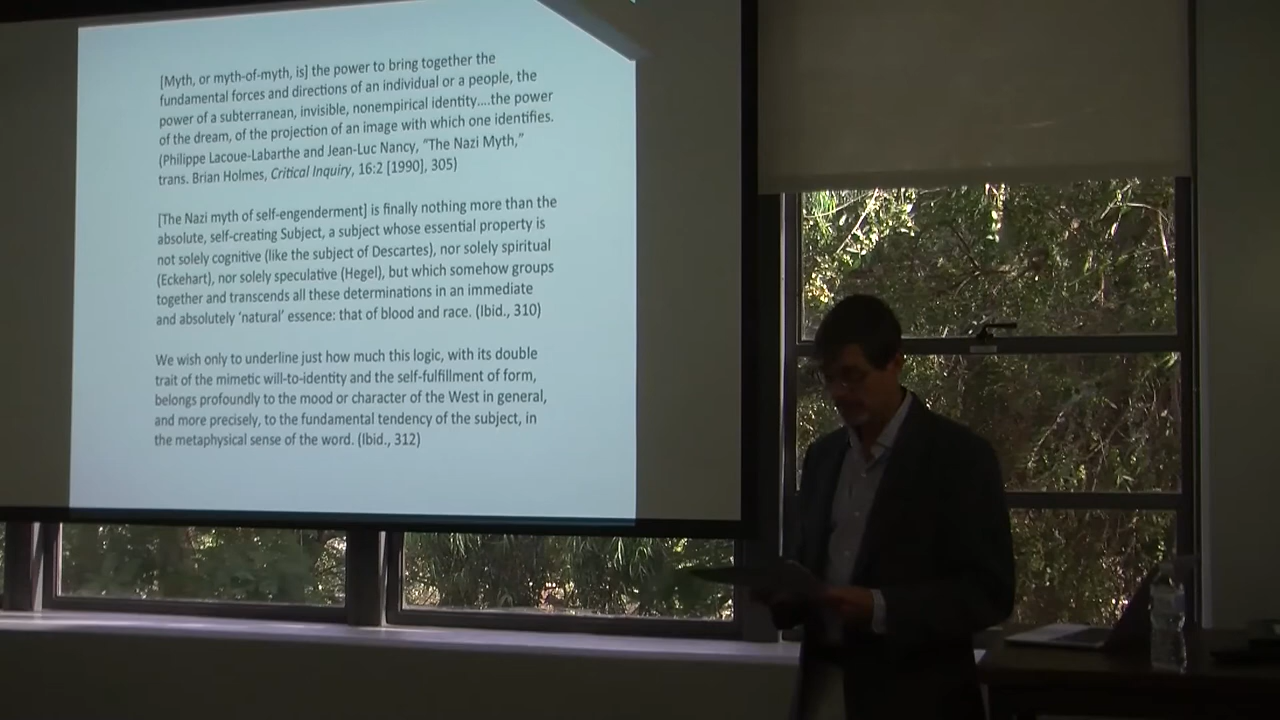 [Myth, or myth-of-myth, is] the power to bring together the
fundamental forces and directions of an individual or a people, the
power of a subterranean, invisible, nonempirical identity....the power
of the dream, of the projection of an image with which one identifies.
(Philippe Lacoue-Labarthe and Jean-Luc Nancy, “The Nazi Myth,”
trans. Brian Holmes, Critical Inquiry, 16:2 [1990], 305)
[The Nazi myth of self-engenderment] is finally nothing more than the
absolute, self-creating Subject, a subject whose essential property is
not solely cognitive (like the subject of Descartes), nor solely spiritual
(Eckehart), nor solely speculative (Hegel), but which somehow groups
together and transcends all these determinations in an immediate
and absolutely ‘natural’ essence: that of blood and race. (Ibid., 310)
We wish only to underline just how much this logic, with its double
trait of the mimetic will-to-identity and the self-fulfillment of form,
belongs profoundly to the mood or character of the West in general,
and more precisely, to the fundamental tendency of the subject, in
the metaphysical sense of the word. (Ibid., 312)